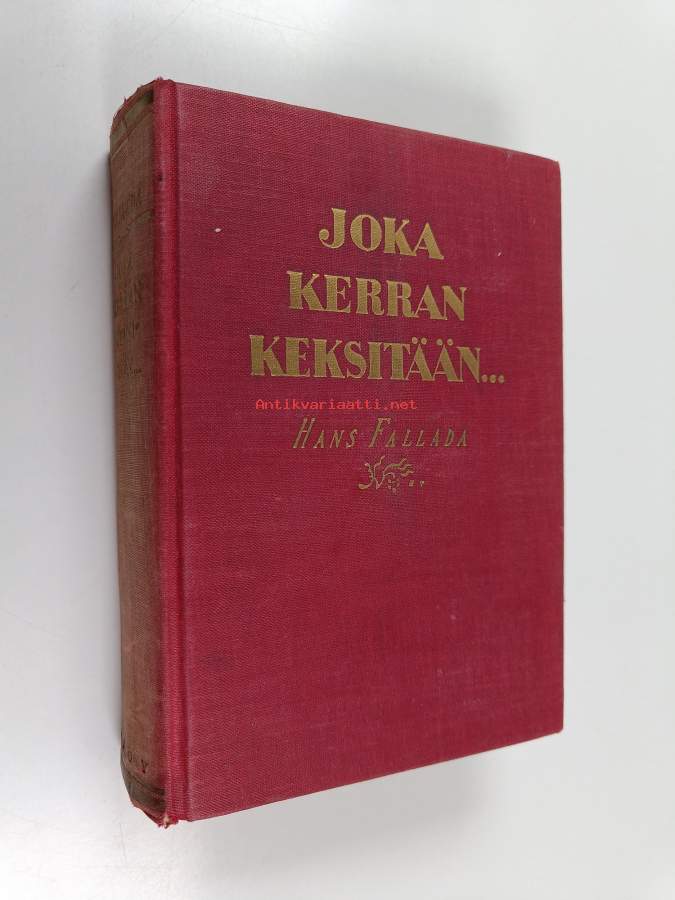 JOKA
KERRAN
KEKSITÄÄN...
Antikvariaatti.net
HANS FALLADA